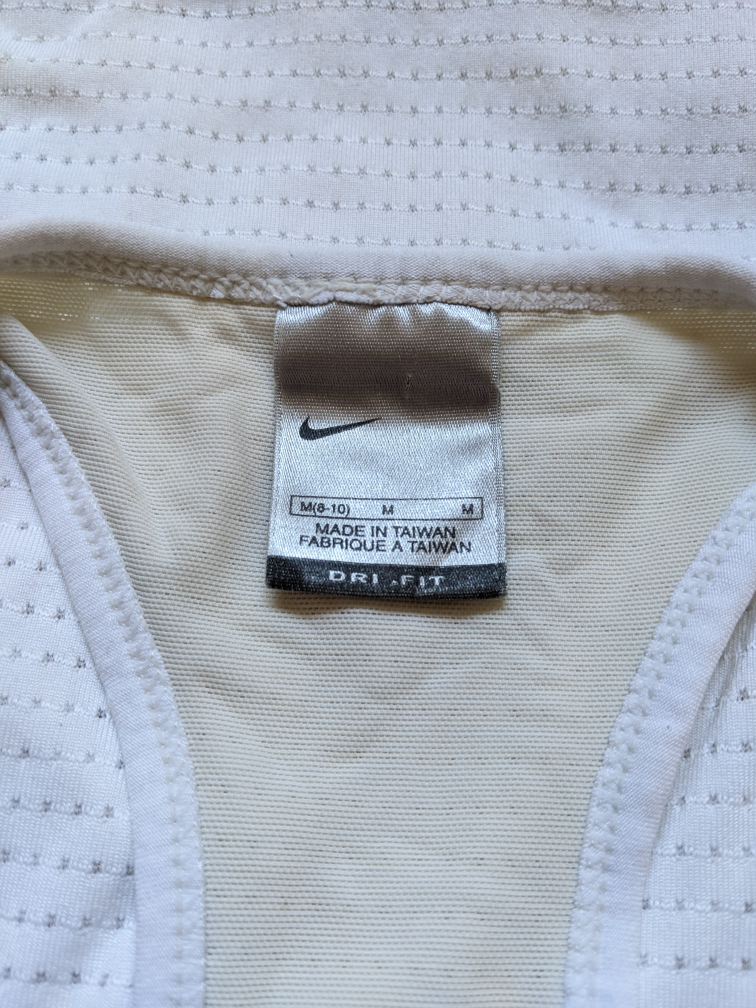 M(8-10) M M
MADE IN TAIWAN
FABRIQUE A TAIWAN
DRI-FIT